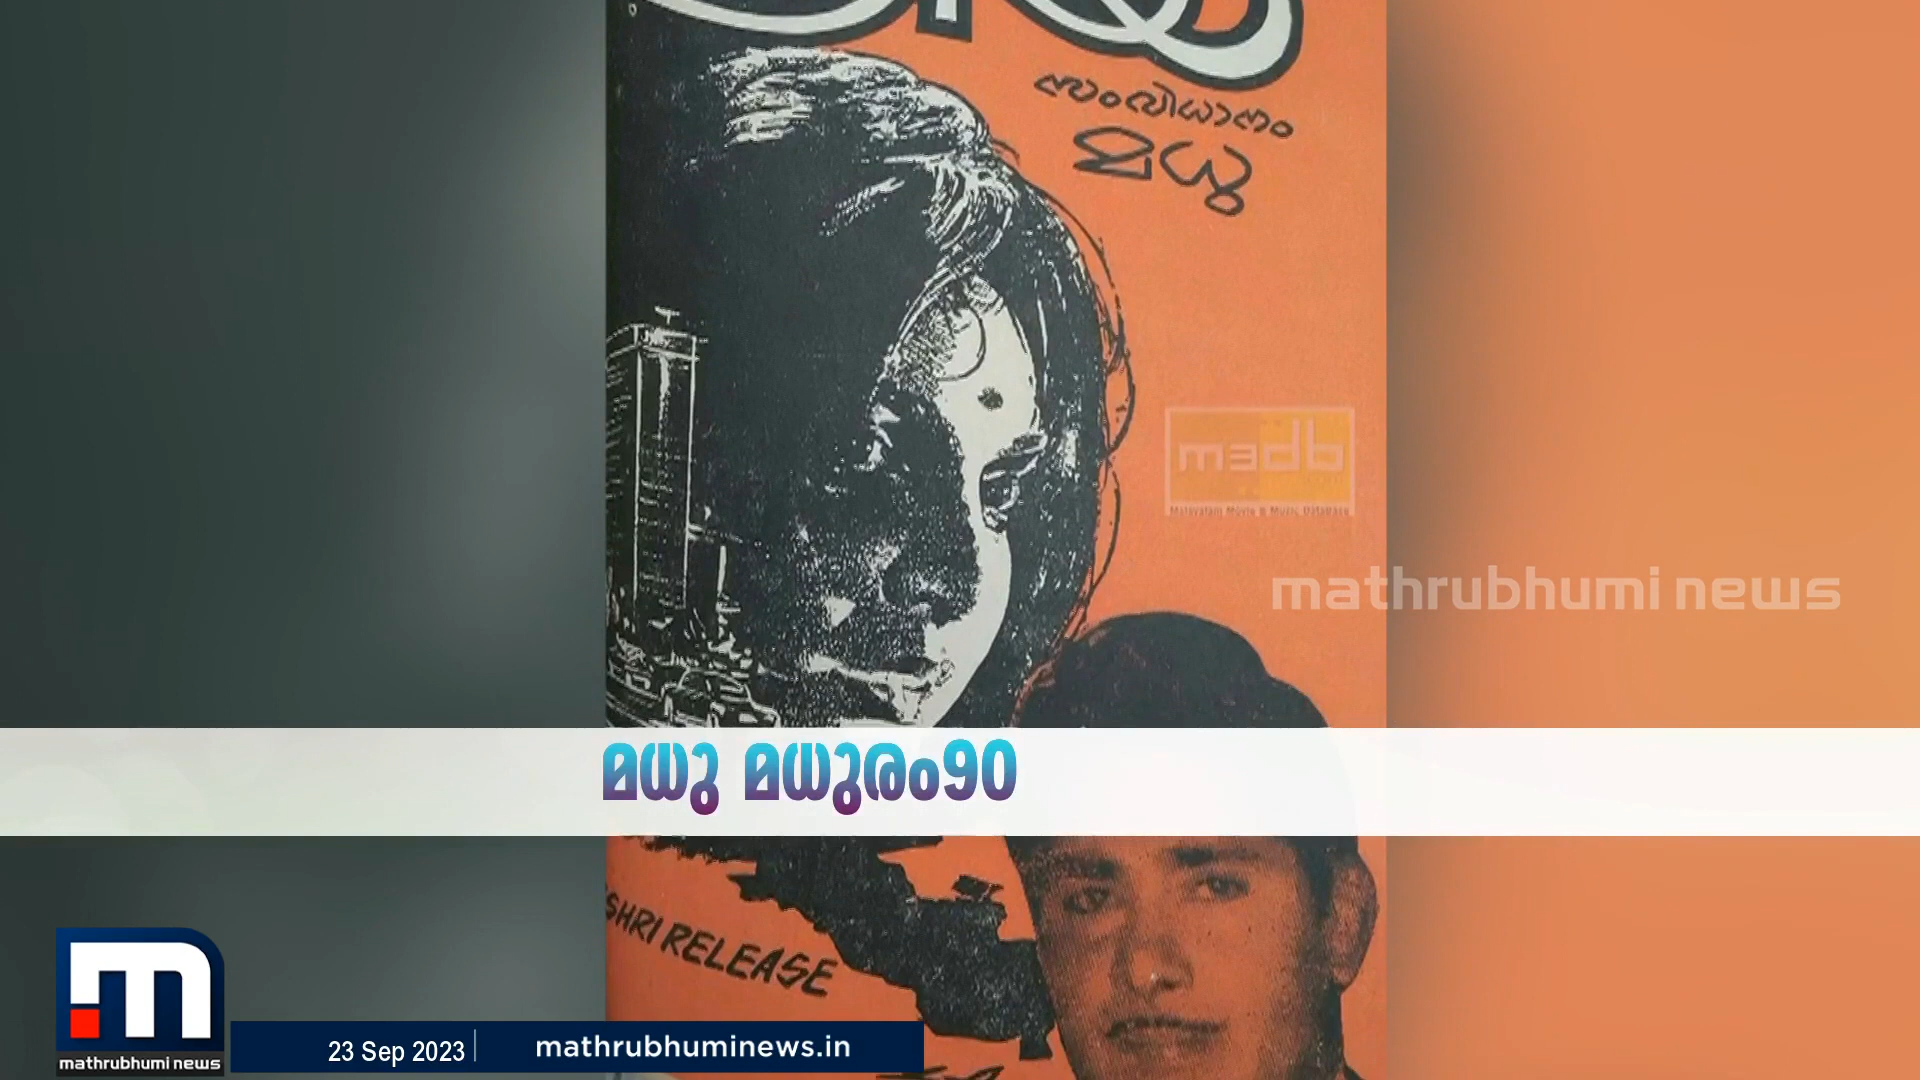 സംവിധാനം
മധു
m3db
Malayalam Movie & Music Database
mathrubhumi news
മധു മധുരം90
SHRI RELEASE
mathrubhumi news
23 Sep 2023
mathrubhuminews.in